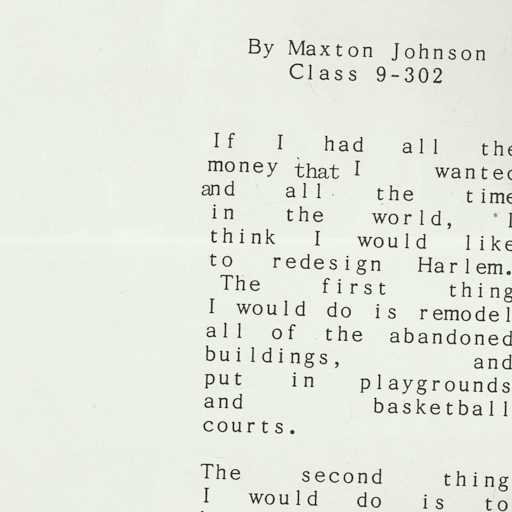 By Maxton Johnson
Class 9-302
If I had all the
money that I wanted
and all the time
in the world, I
think I would like
to redesign Harlem.
The first thing
I would do is remodel
all of the abandoned
buildings, and
put in playgrounds
and basketball
courts.
The second thing
I would do is to